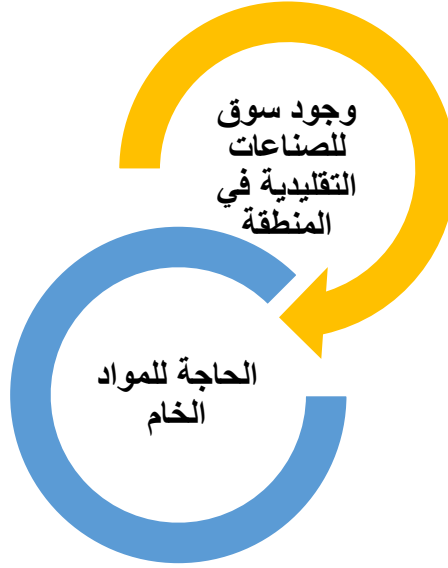 وجود سوق
للصناعات
التقليدية في
المنطقة
الحاجة للمواد
الخام